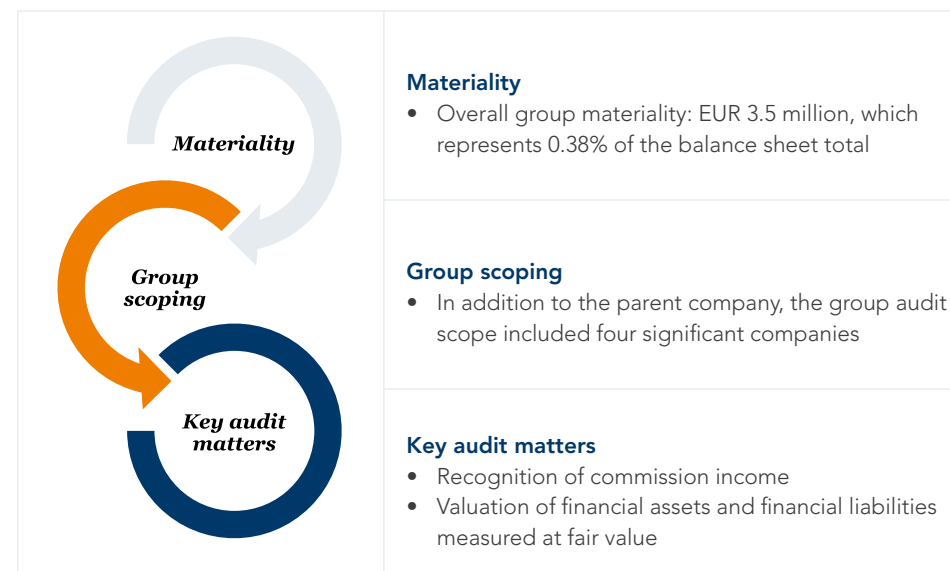 Materiality
Materiality
• Overall group materiality: EUR 3.5 million, which
represents 0.38% of the balance sheet total
Group
scoping
Group scoping
• In addition to the parent company, the group audit
scope included four significant companies
Key audit
matters
Key audit matters
• Recognition of commission income
• Valuation of financial assets and financial liabilities
measured at fair value